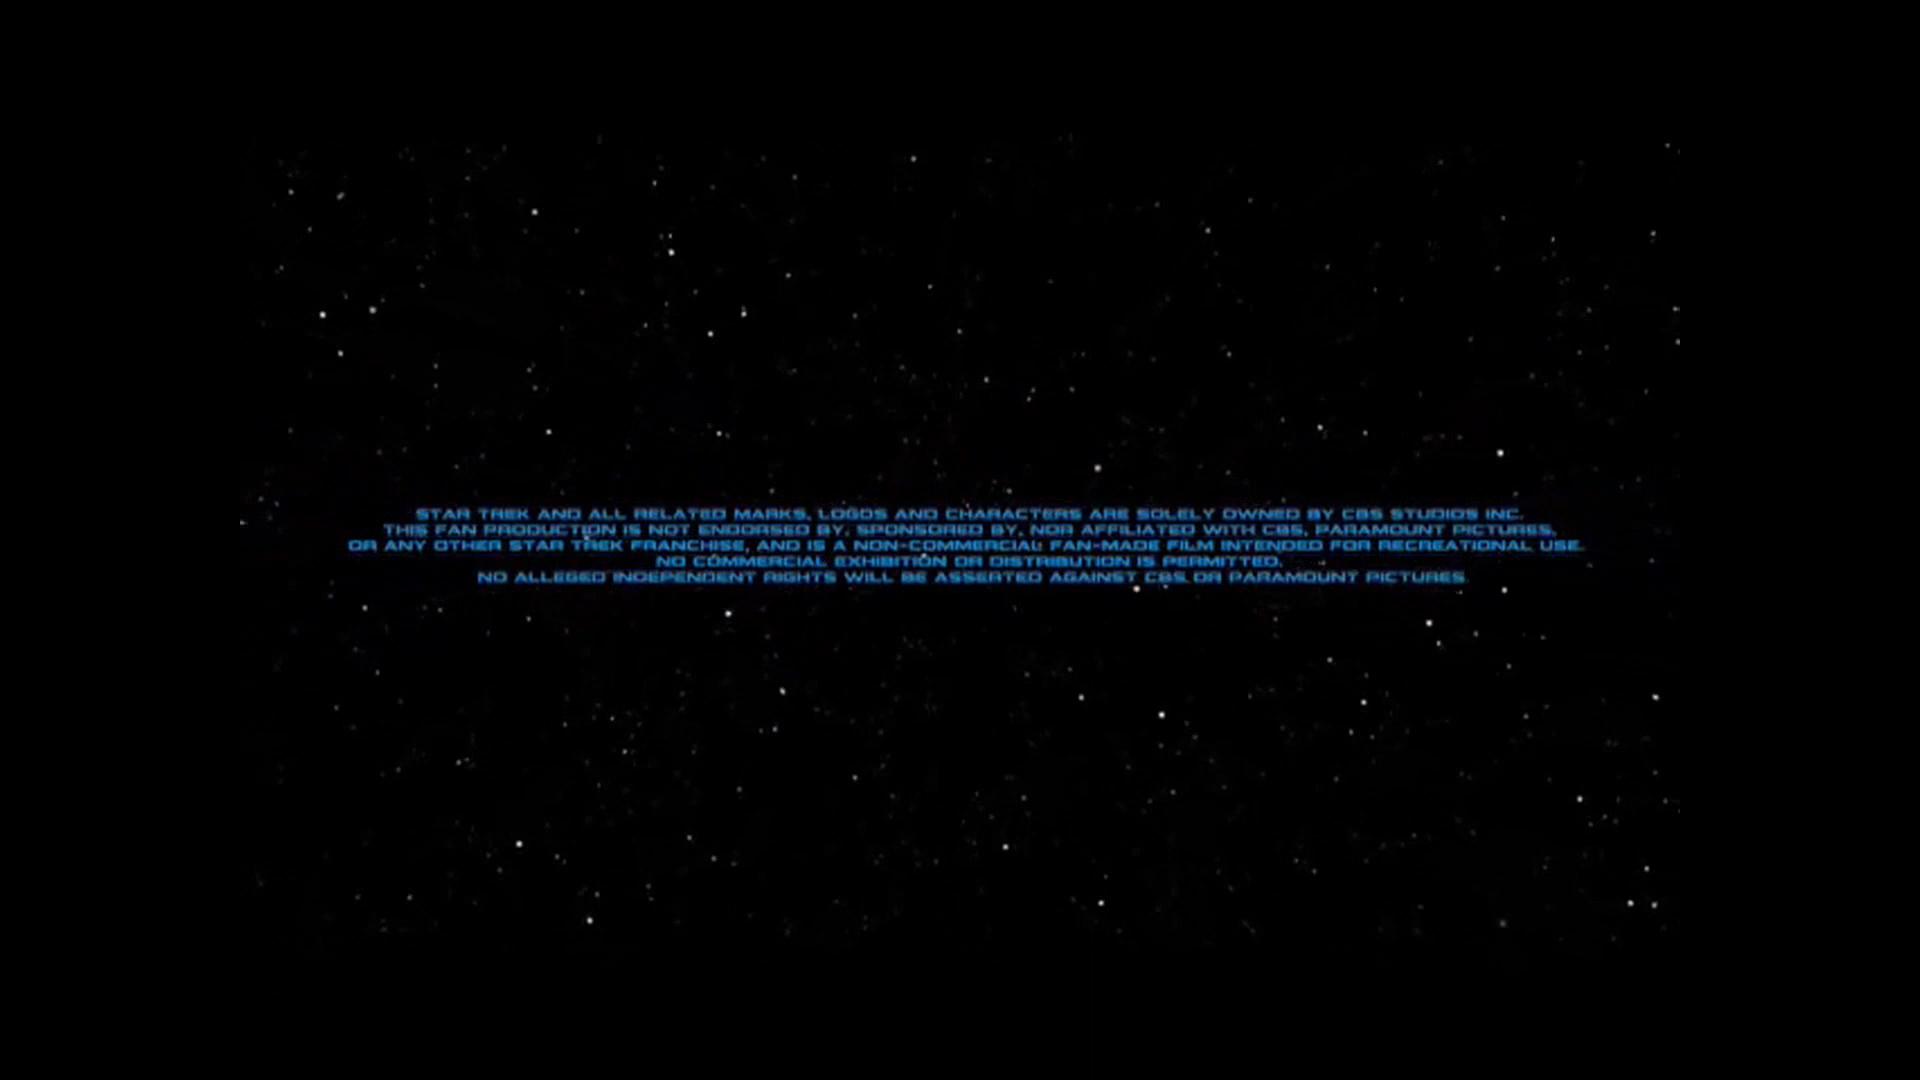 STAR TREK AND ALL RELATED MARKS, LOGOS AND CHARACTERS ARE SOLELY OWNED BY CBS STUDIOS INC.
THIS FAN PRODUCTION IS NOT ENDORSED BY, SPONSORED BY, NOR AFFILIATED WITH CBS, PARAMOUNT PICTURES,
OR ANY OTHER STAR TREK FRANCHISE, AND IS A NON-COMMERCIAL FAN-MADE FILM INTENDED FOR RECREATIONAL USE.
NO COMMERCIAL EXHIBITION OR DISTRIBUTION IS PERMITTED.
NO ALLEGED INDEPENDENT RIGHTS WILL BE ASSERTED AGAINST CBS OR PARAMOUNT PICTURES.